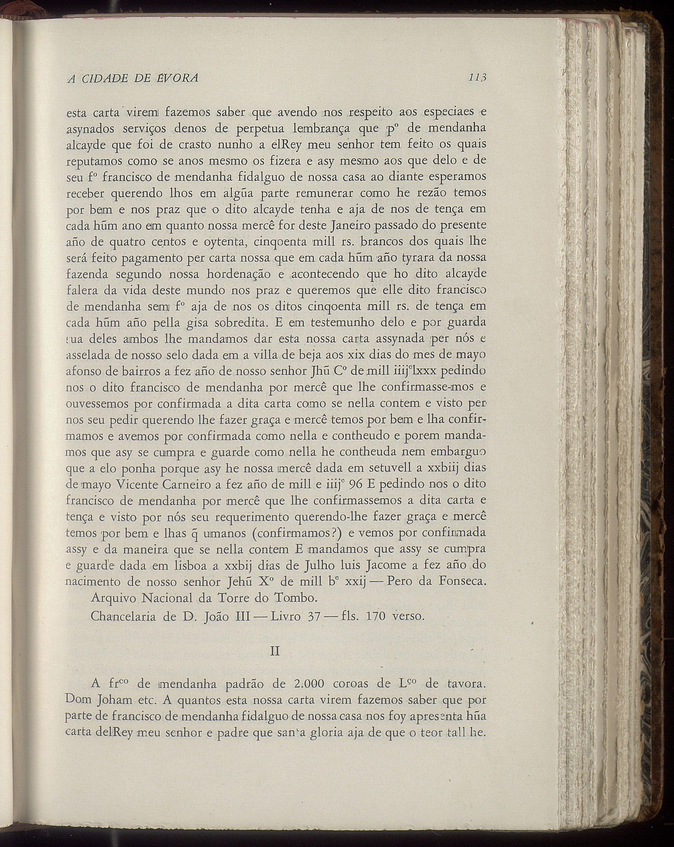 A CIDADE DE ÉVORA 113
esta carta virem fazemos saber que avendo nos respeito aos especiaes e
asynados serviços denos de perpetua lembrança que pº de mendanha
alcayde que foi de crasto nunho a elRey meu senhor tem feito os quais
reputamos como se anos mesmo os fizera e asy mesmo aos que delo e de
seu fº francisco de mendanha fidalguo de nossa casa ao diante esperamos
receber querendo lhos em algũa parte remunerar como he rezão temos
por bem e nos praz que o dito alcayde tenha e aja de nos de tença em
cada hũm ano em quanto nossa mercê for deste Janeiro passado do presente
año de quatro centos e oytenta, cinqoenta mill rs. brancos dos quais lhe
será feito pagamento per carta nossa que em cada hũm año tyrara da nossa
fazenda segundo nossa hordenação e acontecendo que ho dito alcayde
falera da vida deste mundo nos praz e queremos que elle dito francisco
de mendanha sem fº aja de nos os ditos cinqoenta mill rs. de tença em
cada hũm año pella gisa sobredita. E em testemunho delo e por guarda
sua deles ambos lhe mandamos dar esta nossa carta assynada per nós e
asselada de nosso selo dada em a villa de beja aos xix dias do mes de mayo
afonso de bairros a fez año de nosso senhor Jhũ Cº de mill iiijᶜlxxx pedindo
nos o dito francisco de mendanha por mercê que lhe confirmasse-mos e
ouvessemos por confirmada a dita carta como se nella contem e visto per
nos seu pedir querendo lhe fazer graça e mercê temos por bem e lha confir-
mamos e avemos por confirmada como nella e contheudo e porem manda-
mos que asy se cumpra e guarde como nella he contheuda nem embarguo
que a elo ponha porque asy he nossa mercê dada em setuvell a xxbiij dias
de mayo Vicente Carneiro a fez año de mill e iiijᶜ 96 E pedindo nos o dito
francisco de mendanha por mercê que lhe confirmassemos a dita carta e
tença e visto por nós seu requerimento querendo-lhe fazer graça e mercê
temos por bem e lhas q̃ umanos (confirmamos?) e vemos por confirmada
assy e da maneira que se nella contem E mandamos que assy se cumpra
e guarde dada em lisboa a xxbij dias de Julho luis Jacome a fez año do
nacimento de nosso senhor Jehũ Xº de mill bᶜ xxij — Pero da Fonseca.
Arquivo Nacional da Torre do Tombo.
Chancelaria de D. João III — Livro 37 — fls. 170 verso.
II
A frᶜᵒ de mendanha padrão de 2.000 coroas de Lᶜᵒ de tavora.
Dom Joham etc. A quantos esta nossa carta virem fazemos saber que por
parte de francisco de mendanha fidalguo de nossa casa nos foy apresenta hũa
carta delRey meu senhor e padre que santa gloria aja de que o teor tall he.